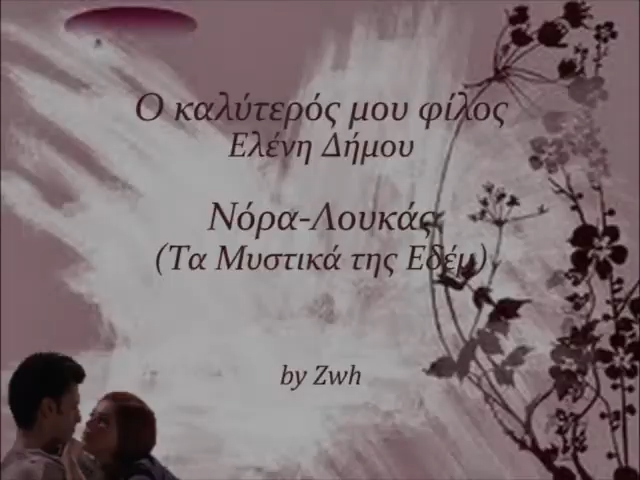 Ο καλύτερός μου φίλος
Ελένη Δήμου
Νόρα-Λουκάς
(Τα Μυστικά της Εδέμ)
by Zwh